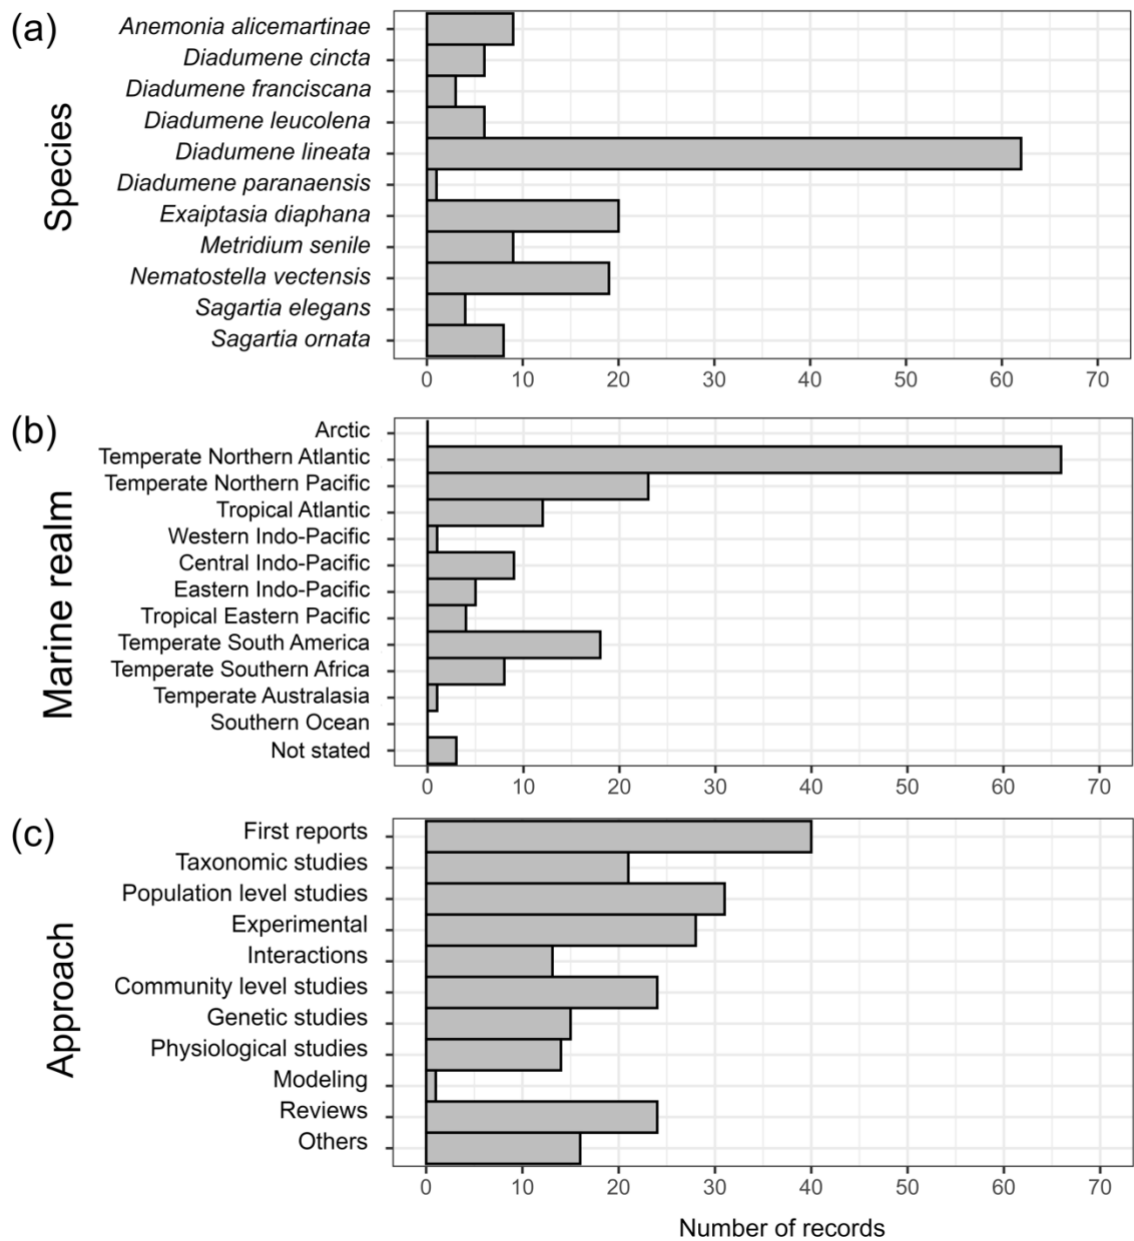 (a)
Species
Anemonia alicemartinae
Diadumene cincta
Diadumene franciscana
Diadumene leucolena
Diadumene lineata
Diadumene paranaensis
Exaiptasia diaphana
Metridium senile
Nematostella vectensis
Sagartia elegans
Sagartia ornata
0 10 20 30 40 50 60 70
(b)
Marine realm
Arctic
Temperate Northern Atlantic
Temperate Northern Pacific
Tropical Atlantic
Western Indo-Pacific
Central Indo-Pacific
Eastern Indo-Pacific
Tropical Eastern Pacific
Temperate South America
Temperate Southern Africa
Temperate Australasia
Southern Ocean
Not stated
0 10 20 30 40 50 60 70
(c)
Approach
First reports
Taxonomic studies
Population level studies
Experimental
Interactions
Community level studies
Genetic studies
Physiological studies
Modeling
Reviews
Others
0 10 20 30 40 50 60 70
Number of records